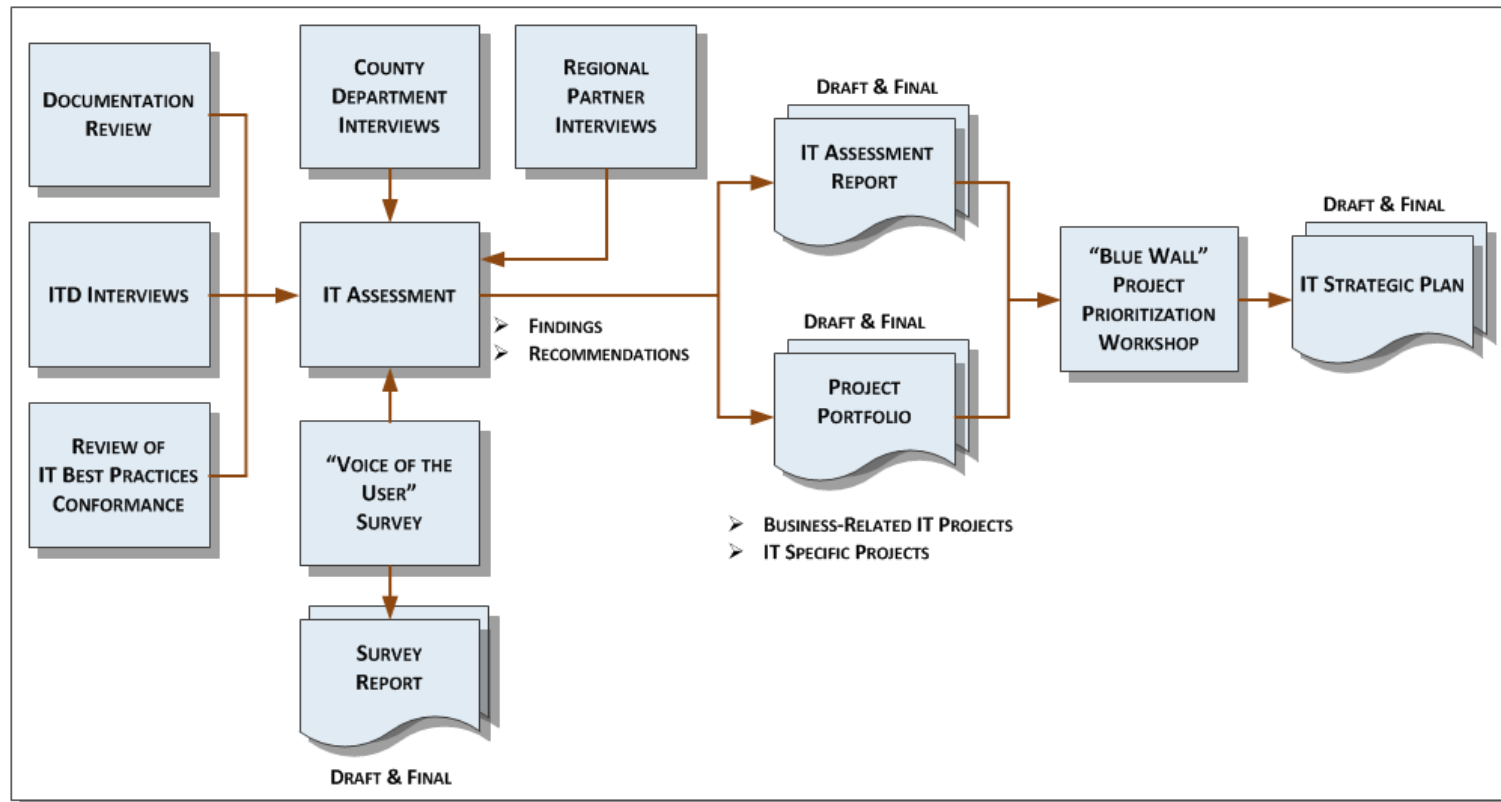 DOCUMENTATION
REVIEW
COUNTY
DEPARTMENT
INTERVIEWS
REGIONAL
PARTNER
INTERVIEWS
ITD INTERVIEWS
IT ASSESSMENT
➢ FINDINGS
➢ RECOMMENDATIONS
REVIEW OF
IT BEST PRACTICES
CONFORMANCE
“VOICE OF THE
USER”
SURVEY
SURVEY
REPORT
DRAFT & FINAL
DRAFT & FINAL
IT ASSESSMENT
REPORT
DRAFT & FINAL
PROJECT
PORTFOLIO
➢ BUSINESS-RELATED IT PROJECTS
➢ IT SPECIFIC PROJECTS
“BLUE WALL”
PROJECT
PRIORITIZATION
WORKSHOP
DRAFT & FINAL
IT STRATEGIC PLAN